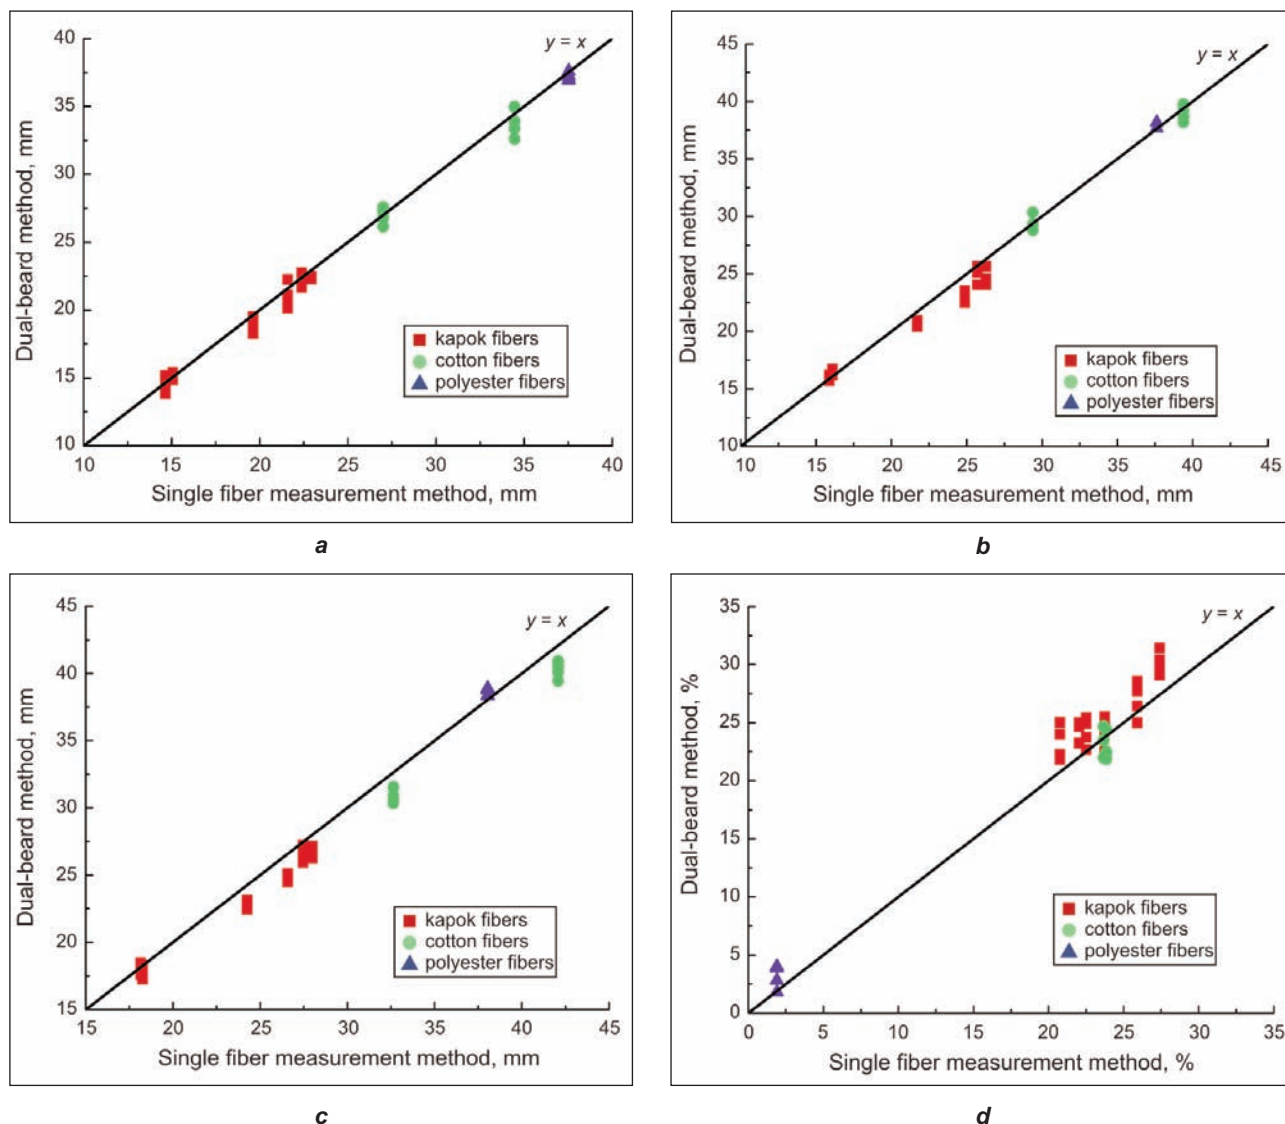 40
35
30
25
20
15
10
10 15 20 25 30 35 40
Dual-beard method, mm
Single fiber measurement method, mm
y = x
kapok fibers
cotton fibers
polyester fibers
a
45
40
35
30
25
20
15
10
10 15 20 25 30 35 40 45
Dual-beard method, mm
Single fiber measurement method, mm
y = x
kapok fibers
cotton fibers
polyester fibers
b
45
40
35
30
25
20
15
15 20 25 30 35 40 45
Dual-beard method, mm
Single fiber measurement method, mm
y = x
kapok fibers
cotton fibers
polyester fibers
c
35
30
25
20
15
10
5
0
0 5 10 15 20 25 30 35
Dual-beard method, %
Single fiber measurement method, %
y = x
kapok fibers
cotton fibers
polyester fibers
d